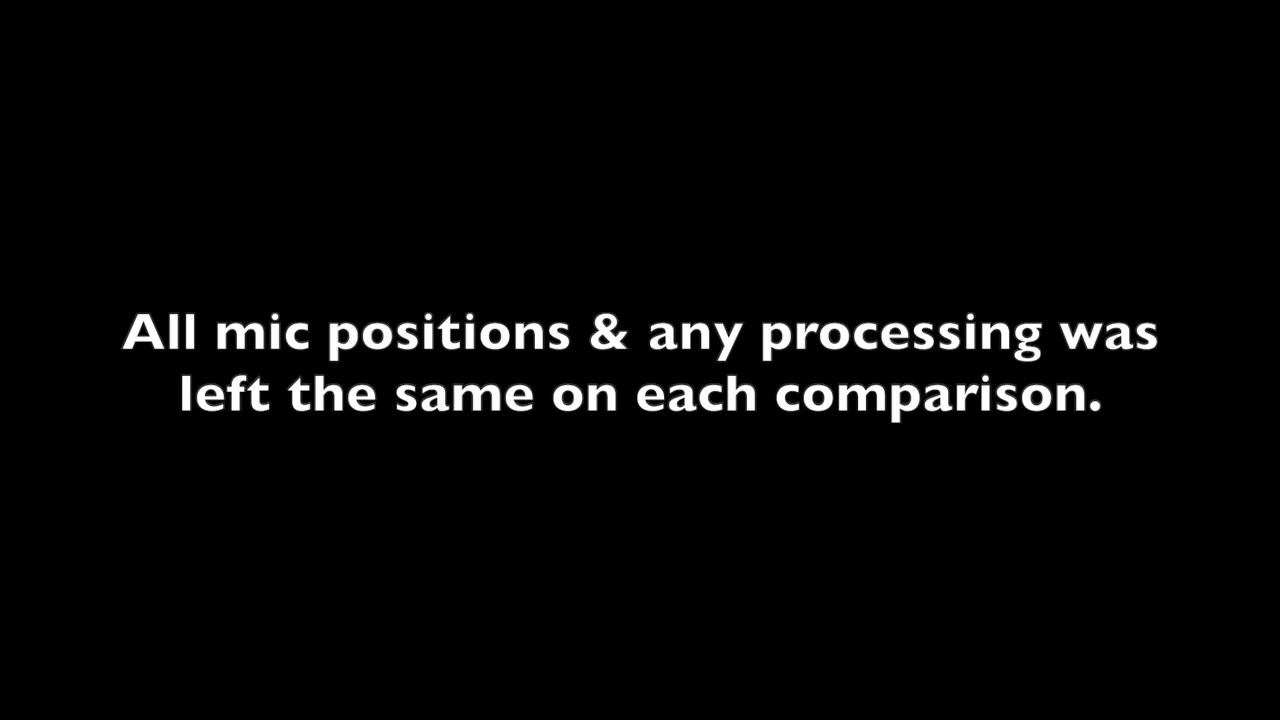 All mic positions & any processing was
left the same on each comparison.